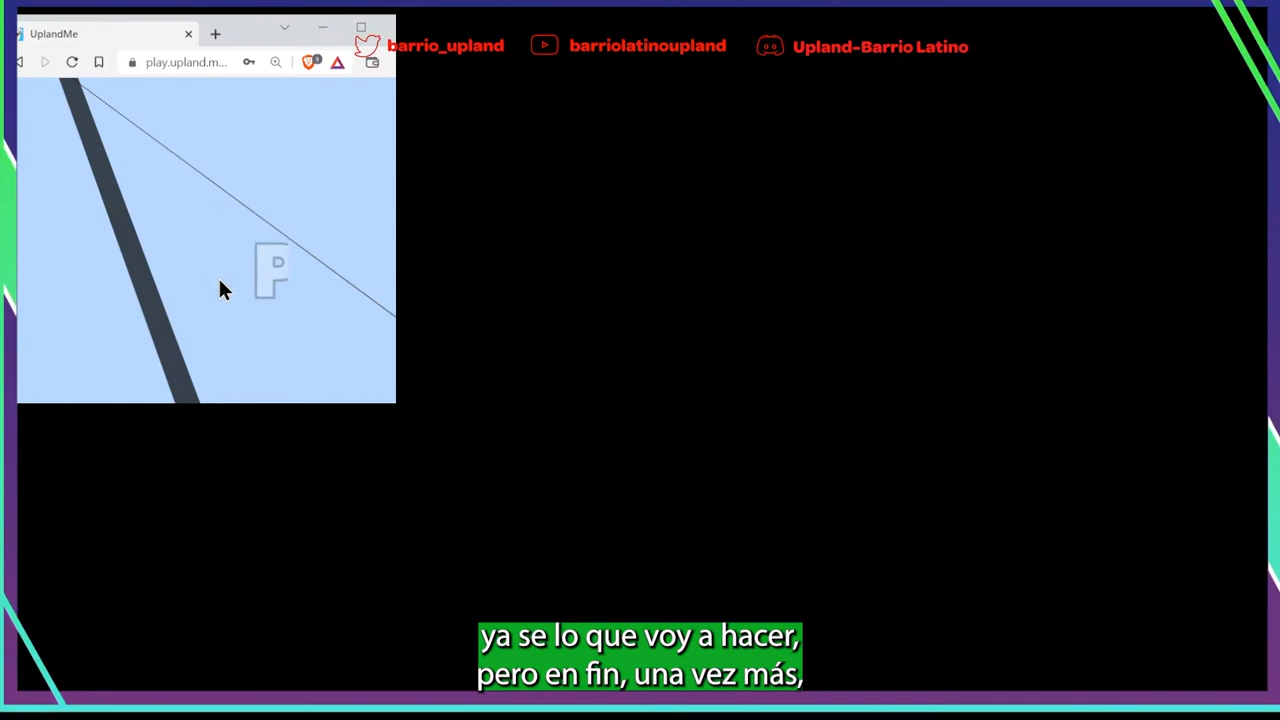 UplandMe
play.upland.m...
barrio_upland
barriolatinoupland
Upland-Barrio Latino
P
ya se lo que voy a hacer,
pero en fin, una vez más,